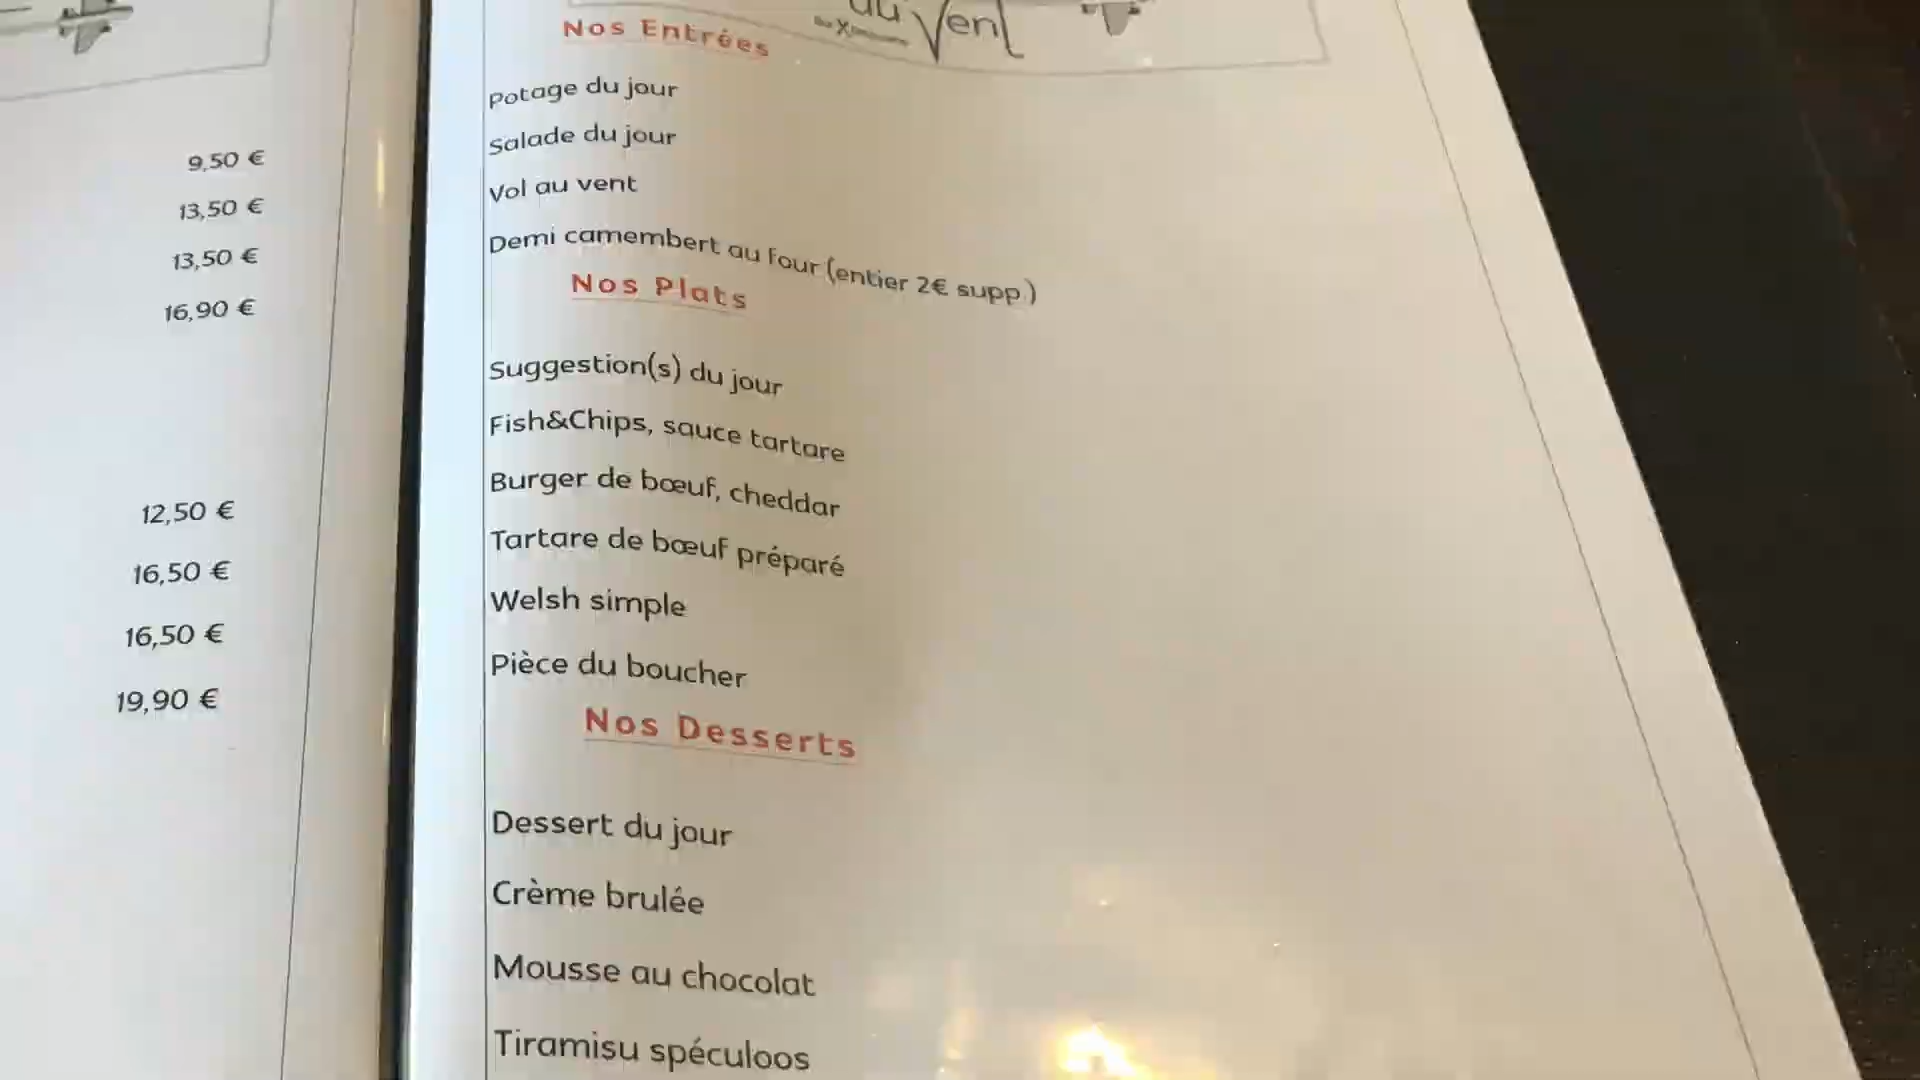 9,50 €
13,50 €
13,50 €
16,90 €
12,50 €
16,50 €
16,50 €
19,90 €
au Vent
Nos Entrées
Potage du jour
Salade du jour
Vol au vent
Demi camembert au four (entier 2€ supp.)
Nos Plats
Suggestion(s) du jour
Fish&Chips, sauce tartare
Burger de bœuf, cheddar
Tartare de bœuf préparé
Welsh simple
Pièce du boucher
Nos Desserts
Dessert du jour
Crème brulée
Mousse au chocolat
Tiramisu spéculoos